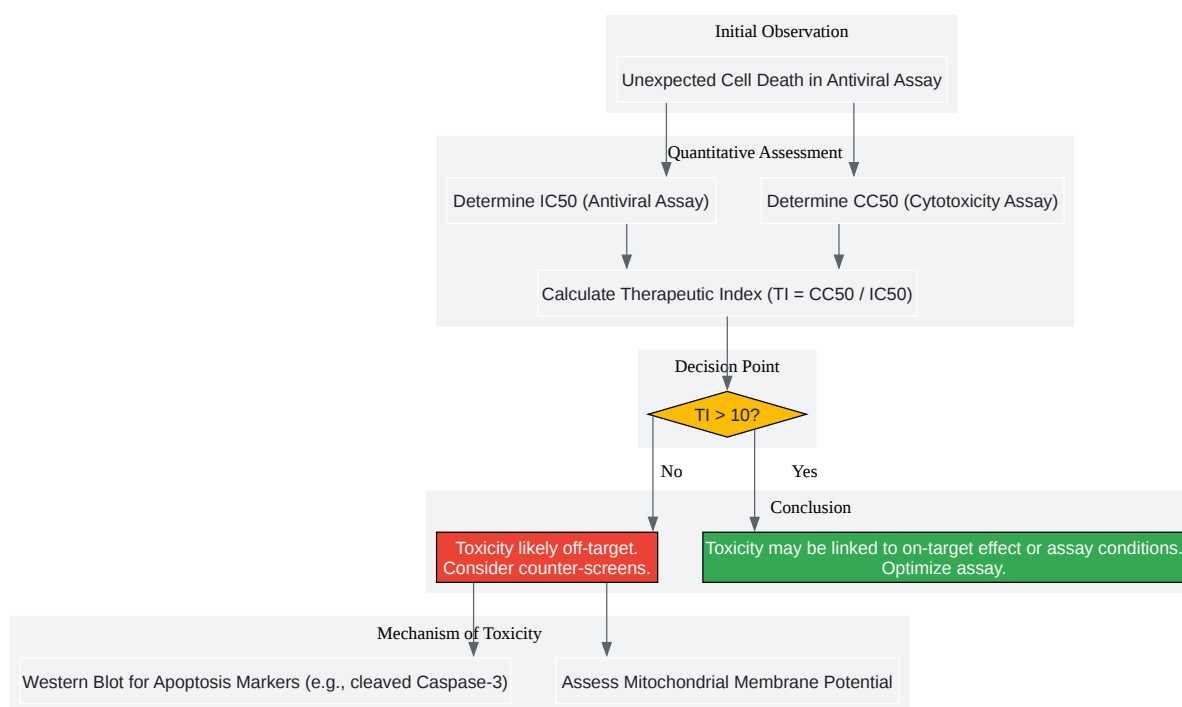 Initial Observation
Unexpected Cell Death in Antiviral Assay
Quantitative Assessment
Determine IC50 (Antiviral Assay)
Determine CC50 (Cytotoxicity Assay)
Calculate Therapeutic Index (TI = CC50 / IC50)
Decision Point
TI > 10?
No
Yes
Conclusion
Toxicity likely off-target.
Consider counter-screens.
Toxicity may be linked to on-target effect or assay conditions.
Optimize assay.
Mechanism of Toxicity
Western Blot for Apoptosis Markers (e.g., cleaved Caspase-3)
Assess Mitochondrial Membrane Potential